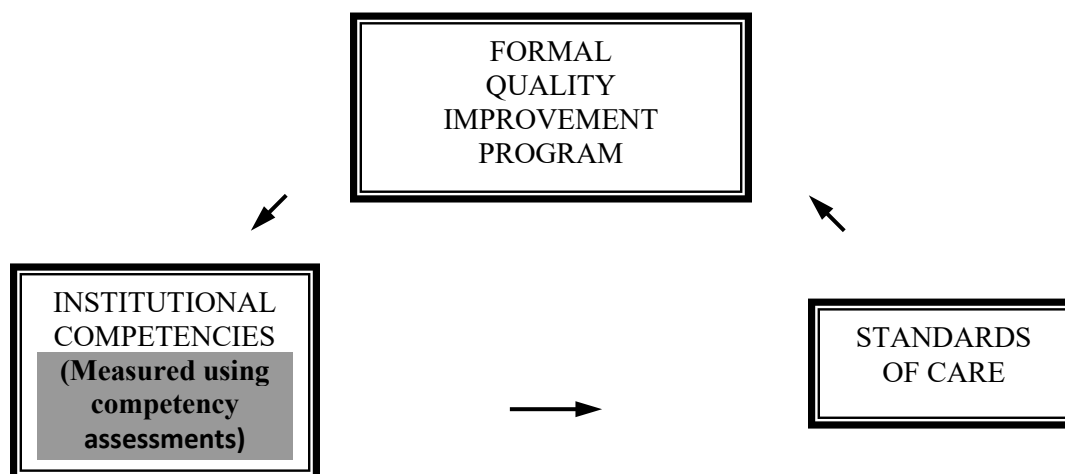 FORMAL
QUALITY
IMPROVEMENT
PROGRAM
INSTITUTIONAL
COMPETENCIES
(Measured using
competency
assessments)
STANDARDS
OF CARE